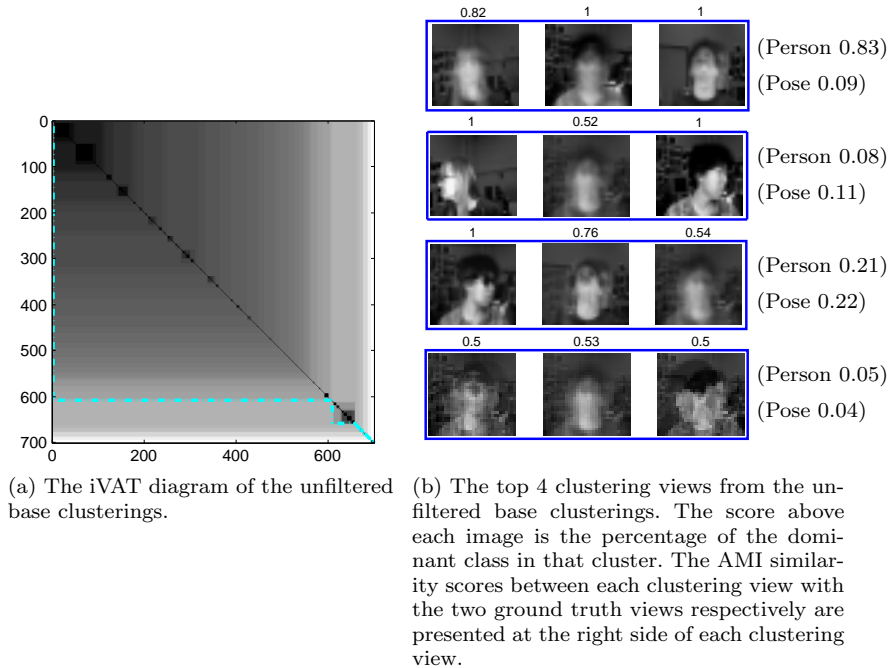 0
100
200
300
400
500
600
700
0 200 400 600
(a) The iVAT diagram of the unfiltered
base clusterings.
0.82 1 1
(Person 0.83)
(Pose 0.09)
1 0.52 1
(Person 0.08)
(Pose 0.11)
1 0.76 0.54
(Person 0.21)
(Pose 0.22)
0.5 0.53 0.5
(Person 0.05)
(Pose 0.04)
(b) The top 4 clustering views from the un-
filtered base clusterings. The score above
each image is the percentage of the domi-
nant class in that cluster. The AMI similar-
ity scores between each clustering view with
the two ground truth views respectively are
presented at the right side of each clustering
view.